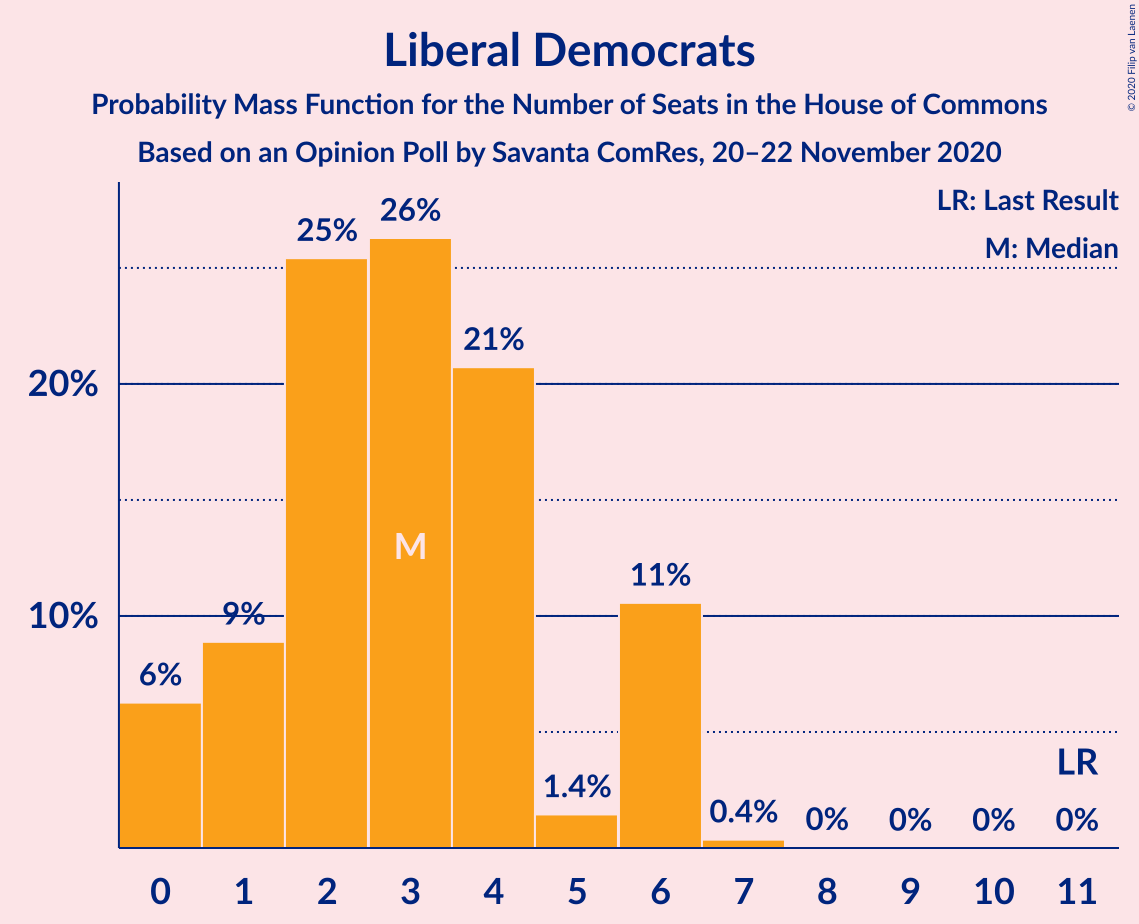 Liberal Democrats
Probability Mass Function for the Number of Seats in the House of Commons
Based on an Opinion Poll by Savanta ComRes, 20–22 November 2020
© 2020 Filip van Laenen
LR: Last Result
M: Median
26%
25%
21%
20%
M
11%
10%
9%
6%
LR
1.4%
0.4%
0%
0%
0%
0%
0 1 2 3 4 5 6 7 8 9 10 11